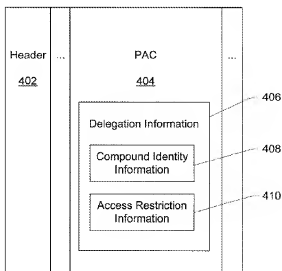 Header
402
...
PAC
404
...
406
Delegation Information
Compound Identity
Information
408
Access Restriction
Information
410